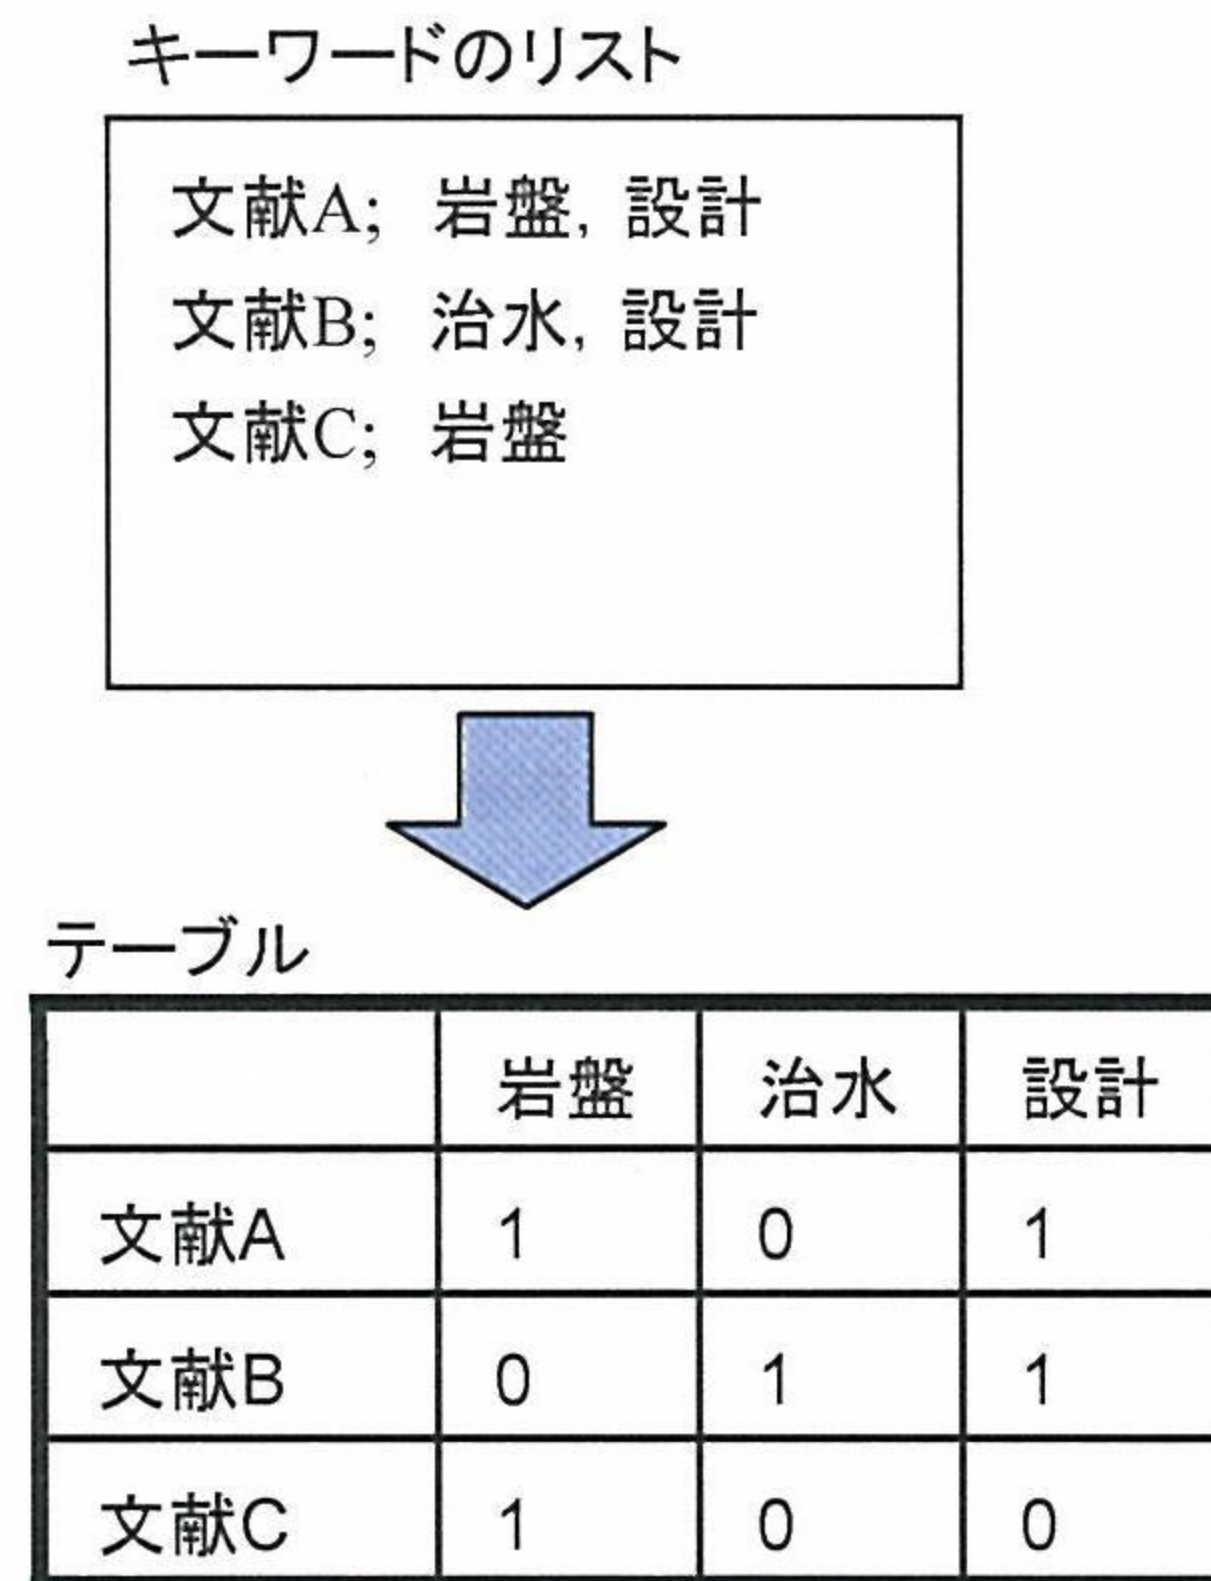 キーワードのリスト
文献A; 岩盤, 設計
文献B; 治水, 設計
文献C; 岩盤
テーブル
岩盤 治水 設計
文献A 1 0 1
文献B 0 1 1
文献C 1 0 0